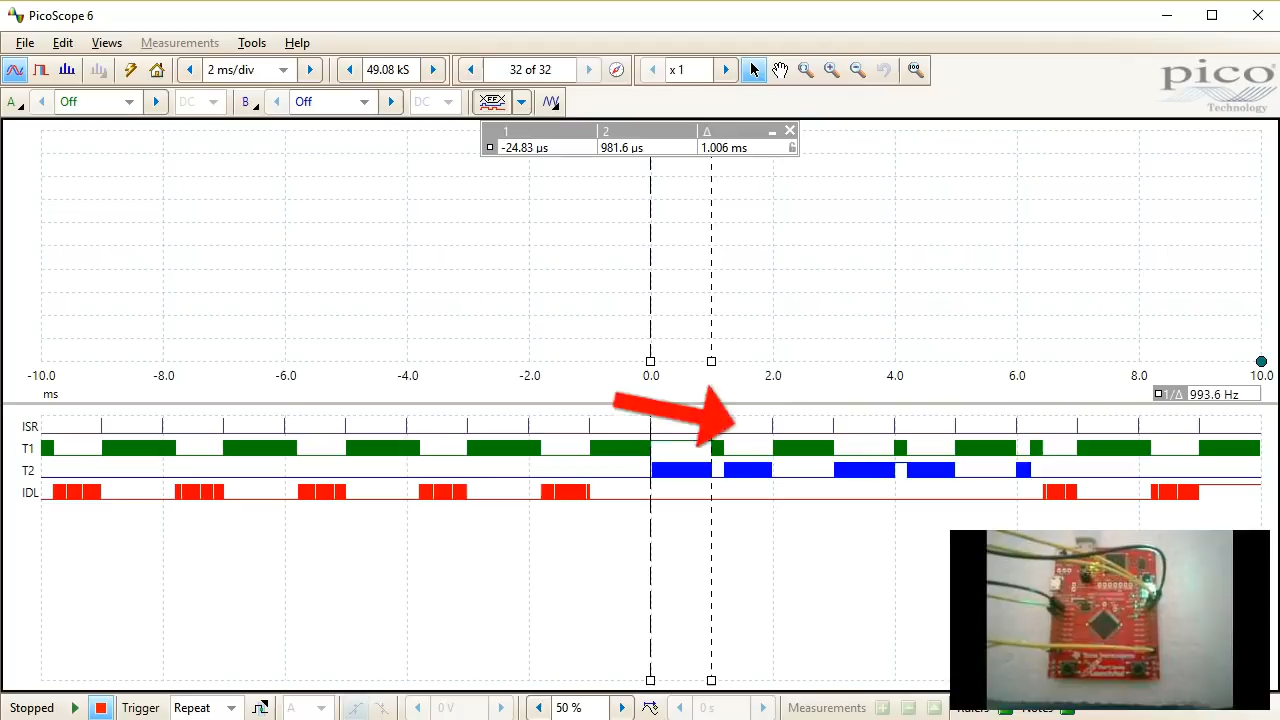 PicoScope 6
File Edit Views Measurements Tools Help
2 ms/div 49.08 kS 32 of 32 x 1
pico
Technology
A Off DC B Off DC
1 2 Δ
-24.83 µs 981.6 µs 1.006 ms
-10.0 -8.0 -6.0 -4.0 -2.0 0.0 2.0 4.0 6.0 8.0 10.0
ms
1/Δ 993.6 Hz
ISR
T1
T2
IDL
Stopped Trigger Repeat A 0 V 50 % 0 s Measurements Rulers Notes